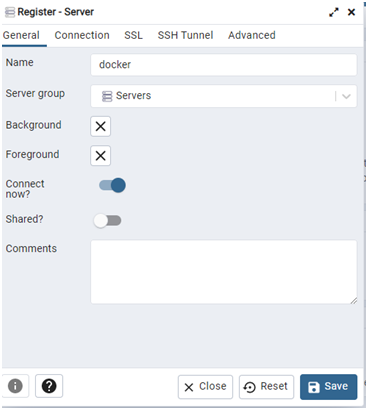 Register - Server
General Connection SSL SSH Tunnel Advanced
Name docker
Server group Servers
Background
Foreground
Connect
now?
Shared?
Comments
Close Reset Save